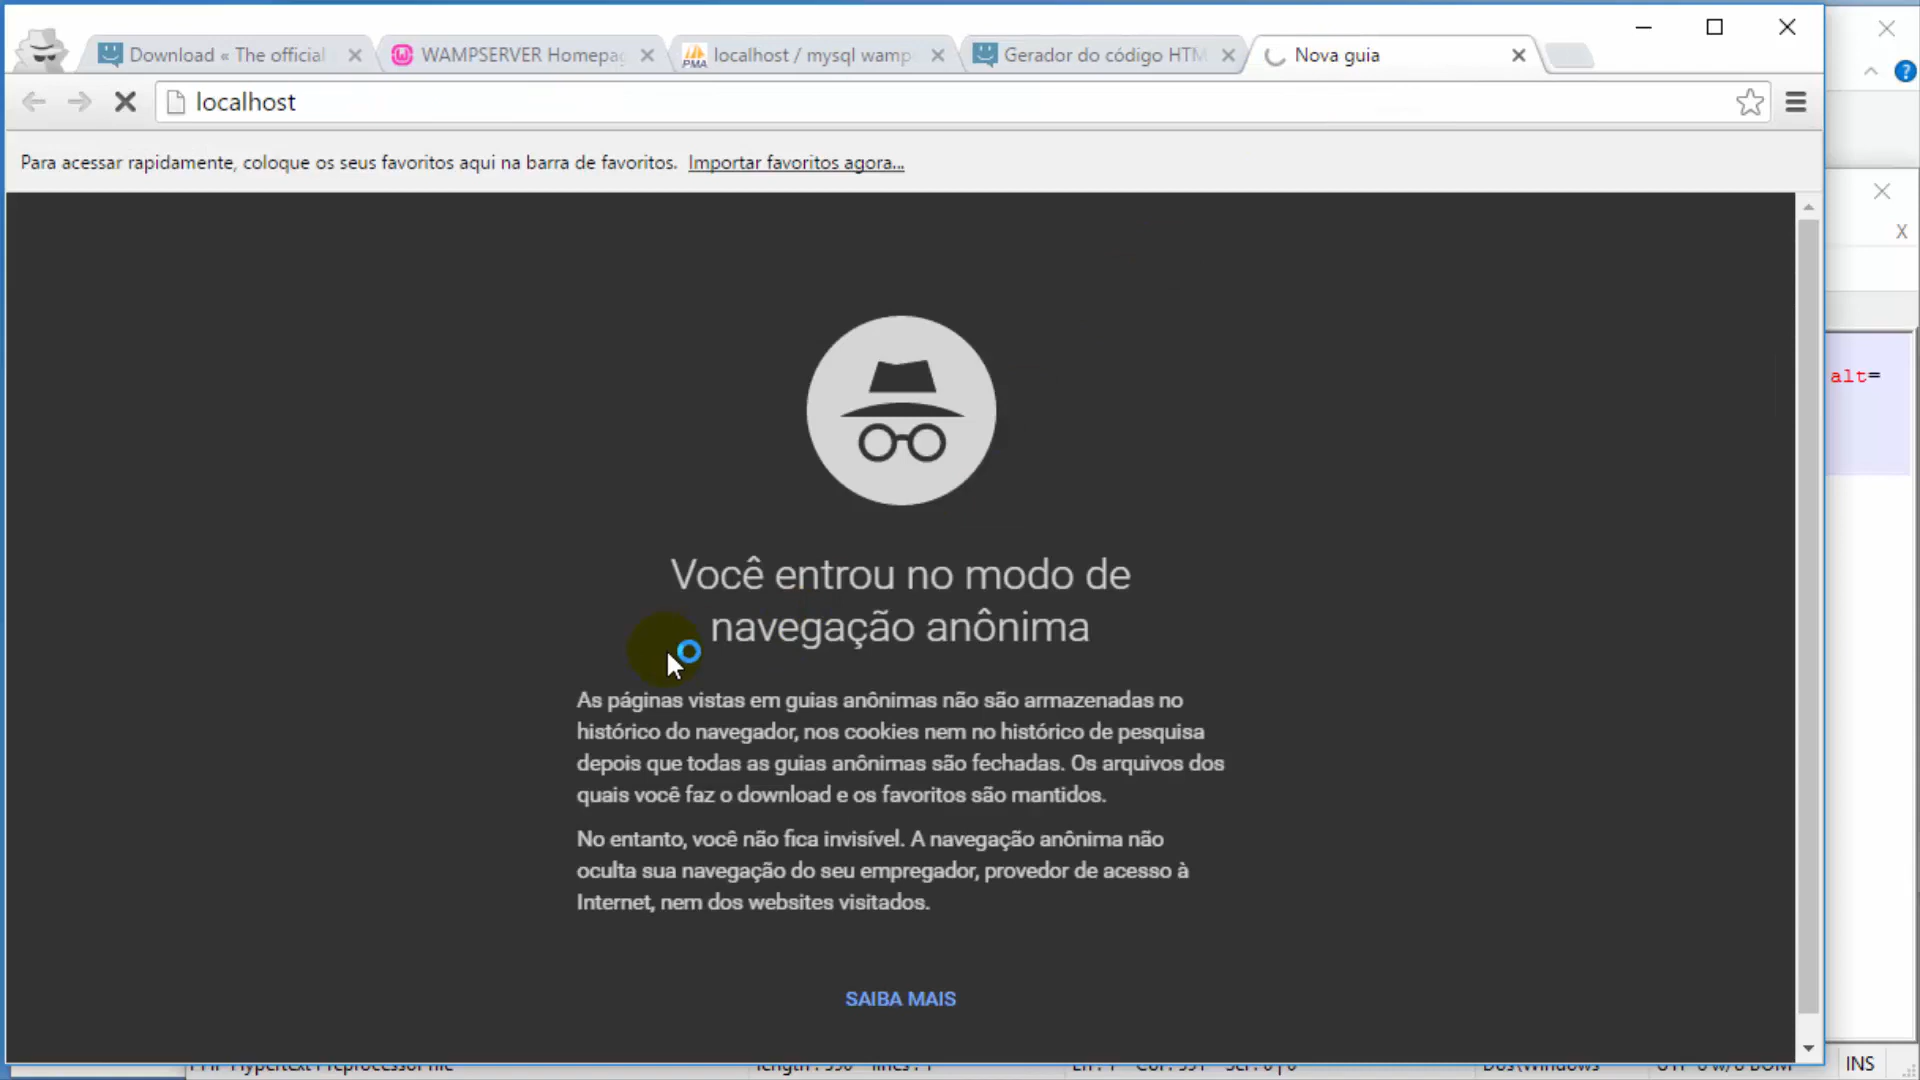 Download « The official
WAMPSERVER Homepag
localhost / mysql wamp
Gerador do código HTM
Nova guia
localhost
Para acessar rapidamente, coloque os seus favoritos aqui na barra de favoritos. Importar favoritos agora...
X
alt=
Você entrou no modo de
navegação anônima
As páginas vistas em guias anônimas não são armazenadas no
histórico do navegador, nos cookies nem no histórico de pesquisa
depois que todas as guias anônimas são fechadas. Os arquivos dos
quais você faz o download e os favoritos são mantidos.
No entanto, você não fica invisível. A navegação anônima não
oculta sua navegação do seu empregador, provedor de acesso à
Internet, nem dos websites visitados.
SAIBA MAIS
INS